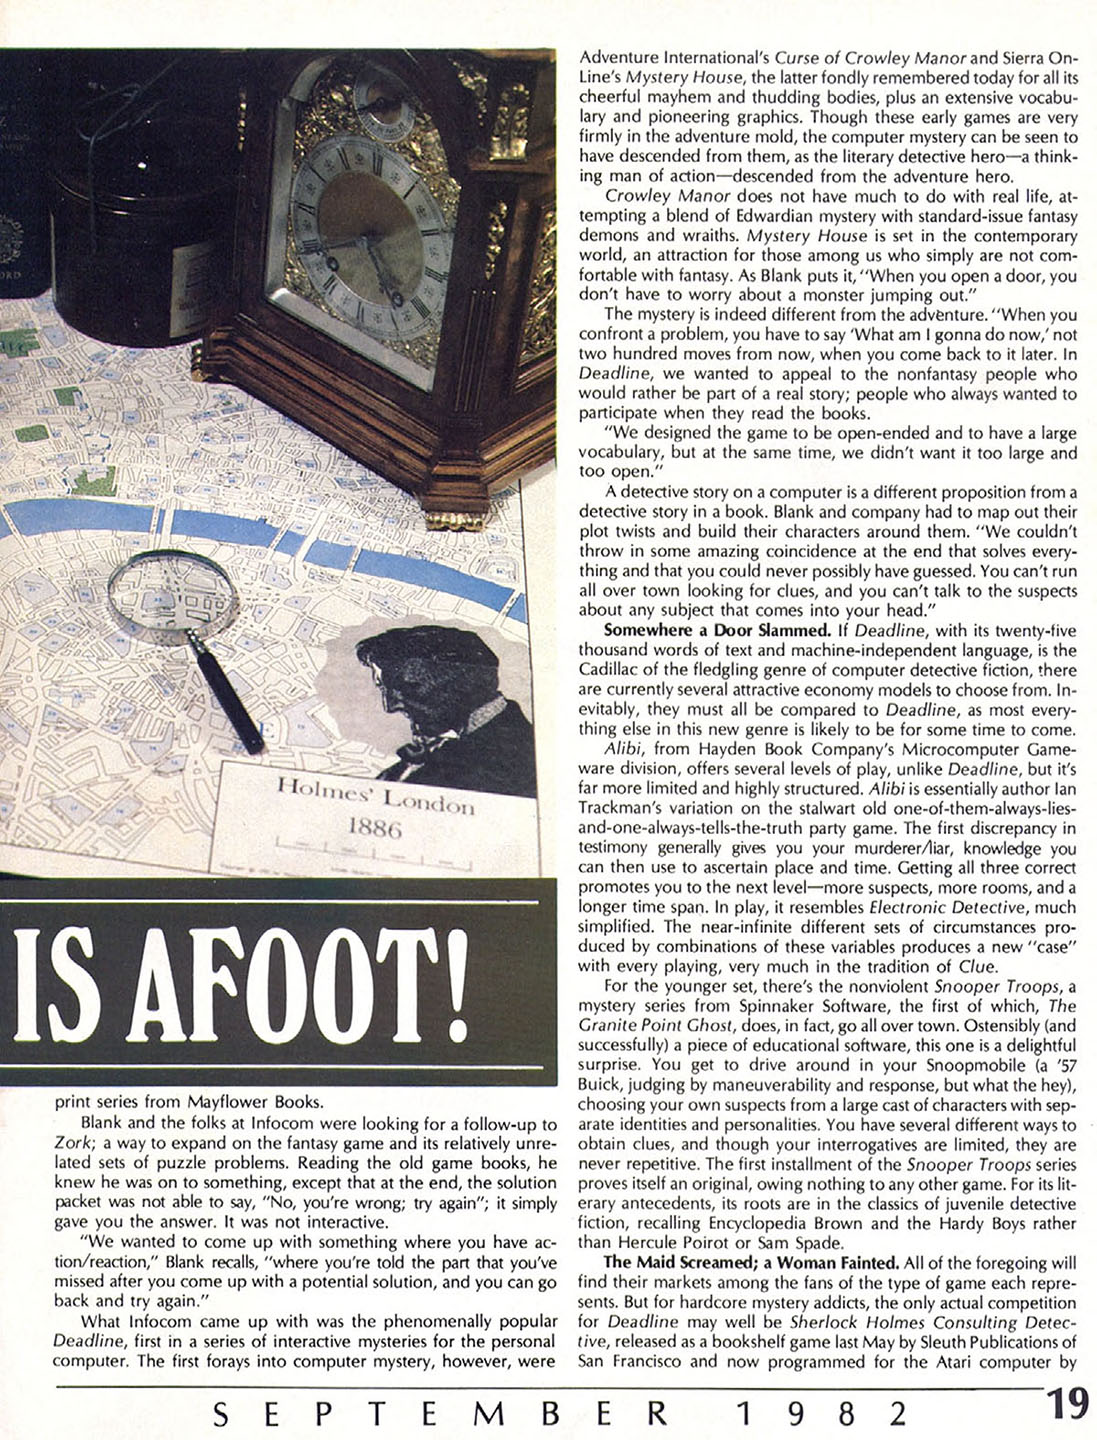 Holmes' London
1886
IS AFOOT!
print series from Mayflower Books.
Blank and the folks at Infocom were looking for a follow-up to
Zork; a way to expand on the fantasy game and its relatively unre-
lated sets of puzzle problems. Reading the old game books, he
knew he was on to something, except that at the end, the solution
packet was not able to say, "No, you're wrong; try again"; it simply
gave you the answer. It was not interactive.
"We wanted to come up with something where you have ac-
tion/reaction," Blank recalls, "where you're told the part that you've
missed after you come up with a potential solution, and you can go
back and try again."
What Infocom came up with was the phenomenally popular
Deadline, first in a series of interactive mysteries for the personal
computer. The first forays into computer mystery, however, were
Adventure International's Curse of Crowley Manor and Sierra On-
Line's Mystery House, the latter fondly remembered today for all its
cheerful mayhem and thudding bodies, plus an extensive vocabu-
lary and pioneering graphics. Though these early games are very
firmly in the adventure mold, the computer mystery can be seen to
have descended from them, as the literary detective hero—a think-
ing man of action—descended from the adventure hero.
Crowley Manor does not have much to do with real life, at-
tempting a blend of Edwardian mystery with standard-issue fantasy
demons and wraiths. Mystery House is set in the contemporary
world, an attraction for those among us who simply are not com-
fortable with fantasy. As Blank puts it, "When you open a door, you
don't have to worry about a monster jumping out."
The mystery is indeed different from the adventure. "When you
confront a problem, you have to say 'What am I gonna do now,' not
two hundred moves from now, when you come back to it later. In
Deadline, we wanted to appeal to the nonfantasy people who
would rather be part of a real story; people who always wanted to
participate when they read the books.
"We designed the game to be open-ended and to have a large
vocabulary, but at the same time, we didn't want it too large and
too open."
A detective story on a computer is a different proposition from a
detective story in a book. Blank and company had to map out their
plot twists and build their characters around them. "We couldn't
throw in some amazing coincidence at the end that solves every-
thing and that you could never possibly have guessed. You can't run
all over town looking for clues, and you can't talk to the suspects
about any subject that comes into your head."
Somewhere a Door Slammed. If Deadline, with its twenty-five
thousand words of text and machine-independent language, is the
Cadillac of the fledgling genre of computer detective fiction, there
are currently several attractive economy models to choose from. In-
evitably, they must all be compared to Deadline, as most every-
thing else in this new genre is likely to be for some time to come.
Alibi, from Hayden Book Company's Microcomputer Game-
ware division, offers several levels of play, unlike Deadline, but it's
far more limited and highly structured. Alibi is essentially author Ian
Trackman's variation on the stalwart old one-of-them-always-lies-
and-one-always-tells-the-truth party game. The first discrepancy in
testimony generally gives you your murderer/liar, knowledge you
can then use to ascertain place and time. Getting all three correct
promotes you to the next level—more suspects, more rooms, and a
longer time span. In play, it resembles Electronic Detective, much
simplified. The near-infinite different sets of circumstances pro-
duced by combinations of these variables produces a new "case"
with every playing, very much in the tradition of Clue.
For the younger set, there's the nonviolent Snooper Troops, a
mystery series from Spinnaker Software, the first of which, The
Granite Point Ghost, does, in fact, go all over town. Ostensibly (and
successfully) a piece of educational software, this one is a delightful
surprise. You get to drive around in your Snoopmobile (a '57
Buick, judging by maneuverability and response, but what the hey),
choosing your own suspects from a large cast of characters with sep-
arate identities and personalities. You have several different ways to
obtain clues, and though your interrogatives are limited, they are
never repetitive. The first installment of the Snooper Troops series
proves itself an original, owing nothing to any other game. For its lit-
erary antecedents, its roots are in the classics of juvenile detective
fiction, recalling Encyclopedia Brown and the Hardy Boys rather
than Hercule Poirot or Sam Spade.
The Maid Screamed; a Woman Fainted. All of the foregoing will
find their markets among the fans of the type of game each repre-
sents. But for hardcore mystery addicts, the only actual competition
for Deadline may well be Sherlock Holmes Consulting Detec-
tive, released as a bookshelf game last May by Sleuth Publications of
San Francisco and now programmed for the Atari computer by
SEPTEMBER 1982
19